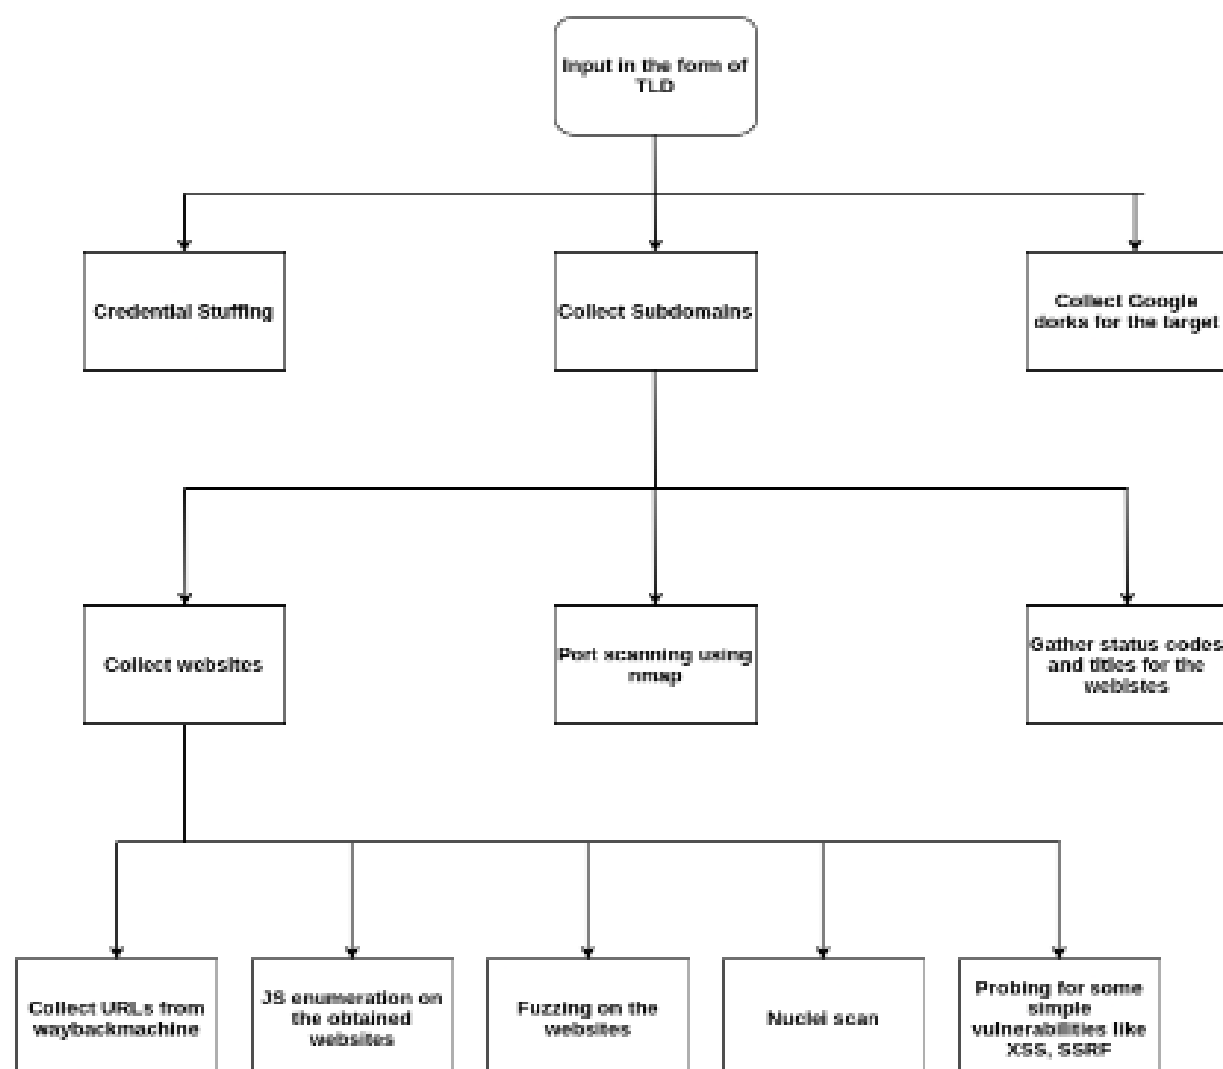 Input in the form of
TLD
Credential Stuffing
Collect Subdomains
Collect Google
dorks for the target
Collect websites
Port scanning using
nmap
Gather status codes
and titles for the
webistes
Collect URLs from
waybackmachine
JS enumeration on
the obtained
websites
Fuzzing on the
websites
Nuclei scan
Probing for some
simple
vulnerabilities like
XSS, SSRF